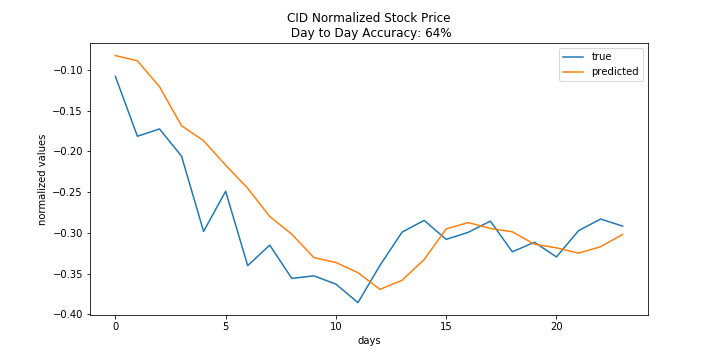 CID Normalized Stock Price
Day to Day Accuracy: 64%
true
predicted
normalized values
−0.10
−0.15
−0.20
−0.25
−0.30
−0.35
−0.40
0
5
10
15
20
days